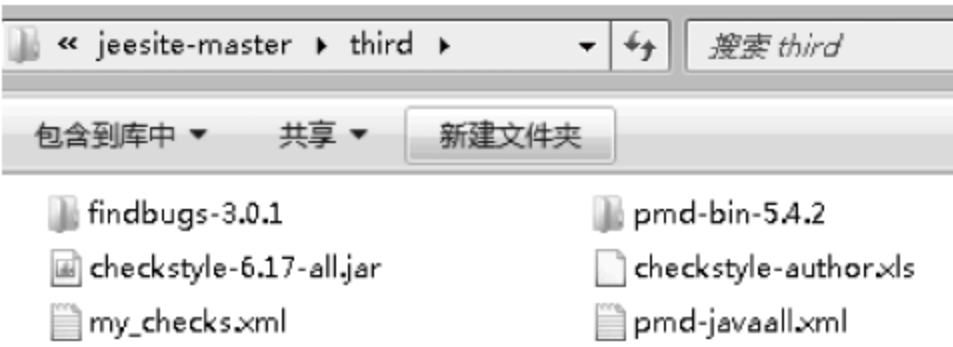 « jeesite-master third 搜索 third
包含到库中 共享 新建文件夹
findbugs-3.0.1 pmd-bin-5.4.2
checkstyle-6.17-all.jar checkstyle-author.xls
my_checks.xml pmd-javaall.xml